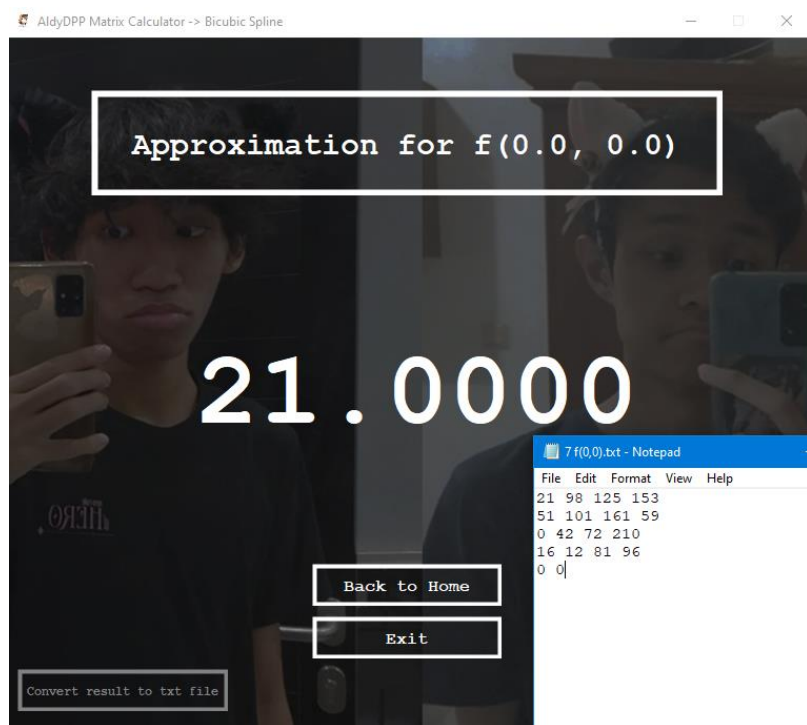 AldyDPP Matrix Calculator -> Bicubic Spline
Approximation for f(0.0, 0.0)
21.0000
HERO
Back to Home
Exit
Convert result to txt file
7 f(0,0).txt - Notepad
File Edit Format View Help
21 98 125 153
51 101 161 59
0 42 72 210
16 12 81 96
0 0